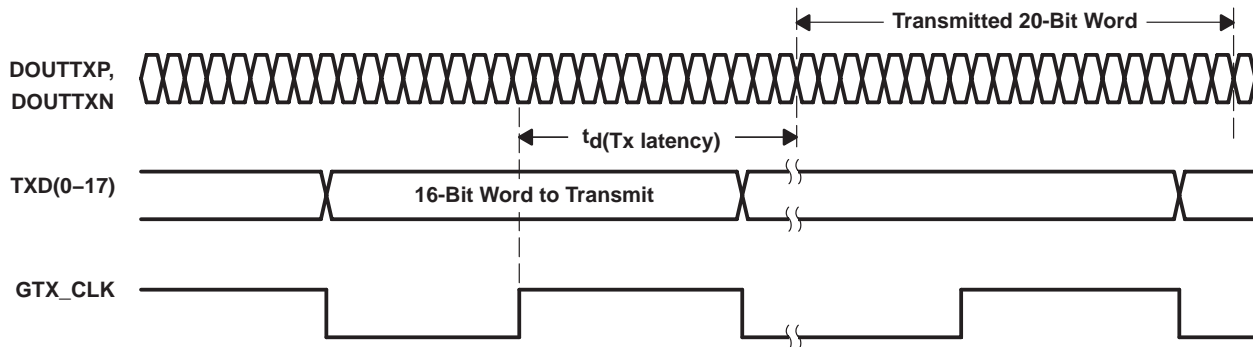 Transmitted 20-Bit Word
DOUTTXP,
DOUTTXN
td(Tx latency)
TXD(0–17)
16-Bit Word to Transmit
GTX_CLK